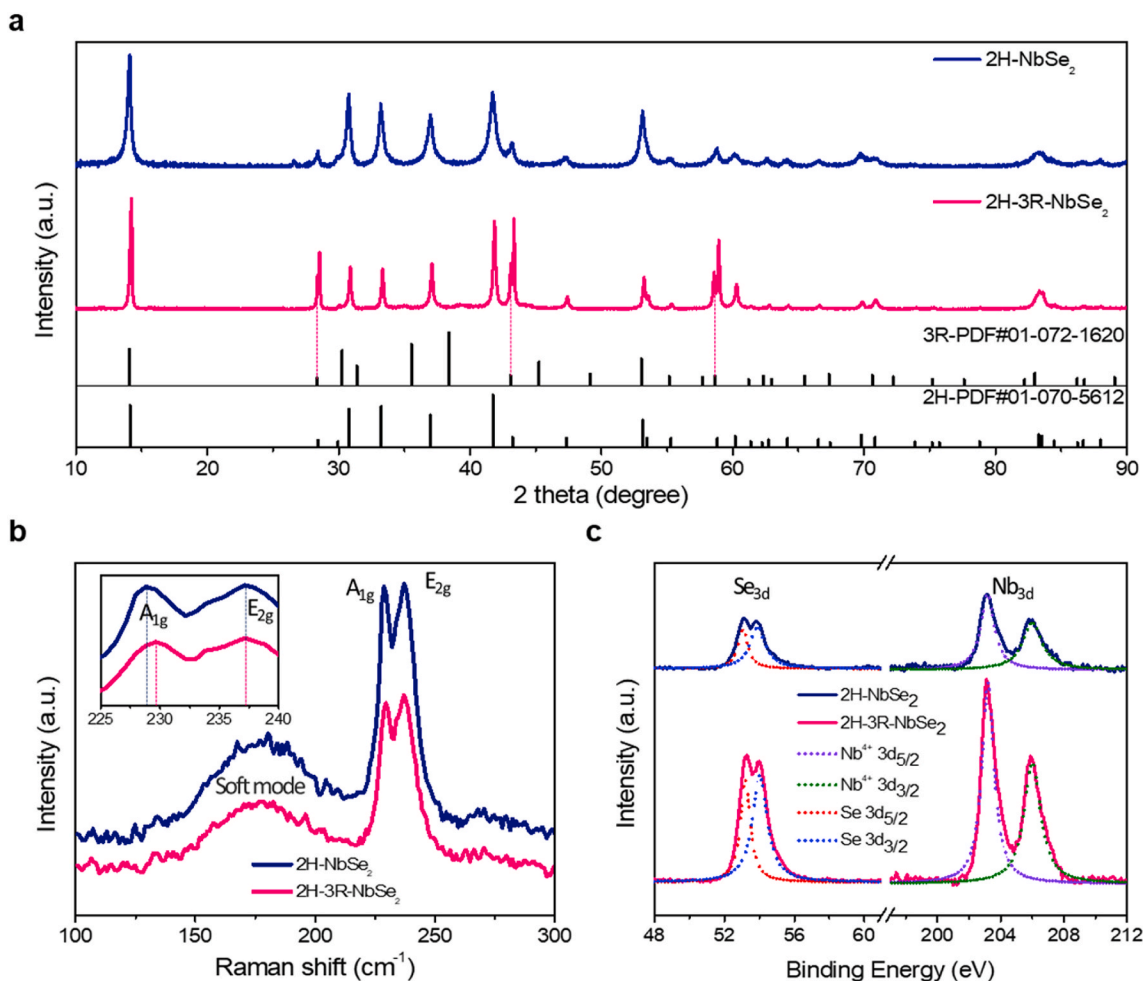 a
2H-NbSe2
2H-3R-NbSe2
3R-PDF#01-072-1620
2H-PDF#01-070-5612
Intensity (a.u.)
10 20 30 40 50 60 70 80 90
2 theta (degree)
b
A1g
E2g
A1g
E2g
225 230 235 240
Soft mode
2H-NbSe2
2H-3R-NbSe2
Intensity (a.u.)
100 150 200 250 300
Raman shift (cm-1)
c
Se3d
Nb3d
2H-NbSe2
2H-3R-NbSe2
Nb4+ 3d5/2
Nb4+ 3d3/2
Se 3d5/2
Se 3d3/2
Intensity (a.u.)
48 52 56 60 200 204 208 212
Binding Energy (eV)